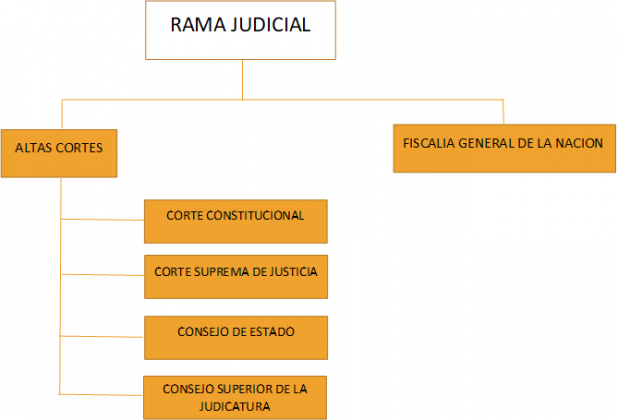 RAMA JUDICIAL
ALTAS CORTES
FISCALIA GENERAL DE LA NACION
CORTE CONSTITUCIONAL
CORTE SUPREMA DE JUSTICIA
CONSEJO DE ESTADO
CONSEJO SUPERIOR DE LA
JUDICATURA